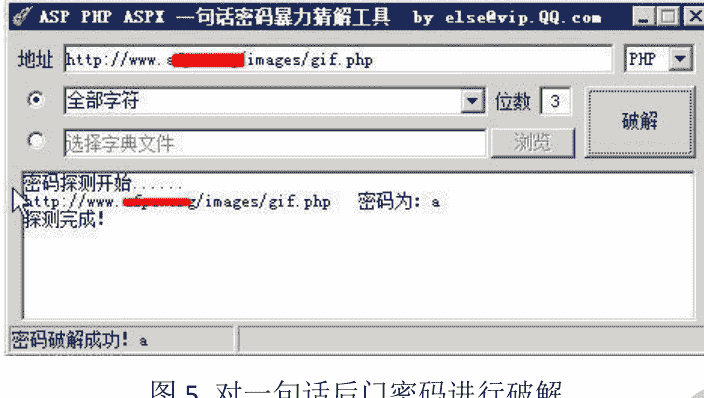 ASP PHP ASPX 一句话密码暴力猜解工具 by else@vip.QQ.com
地址 http://www. /images/gif.php PHP
全部字符 位数 3 破解
选择字典文件 浏览
密码探测开始......
http://www. /images/gif.php 密码为: a
探测完成!
密码破解成功! a
图 5 对一句话后门密码进行破解